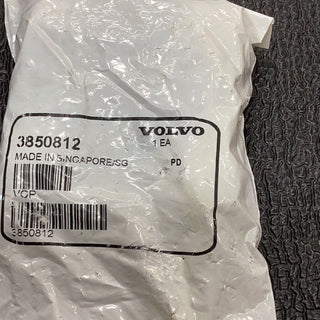 VOLVO
3850812 1 EA
MADE IN SINGAPORE/SG PD
VCP
3850812